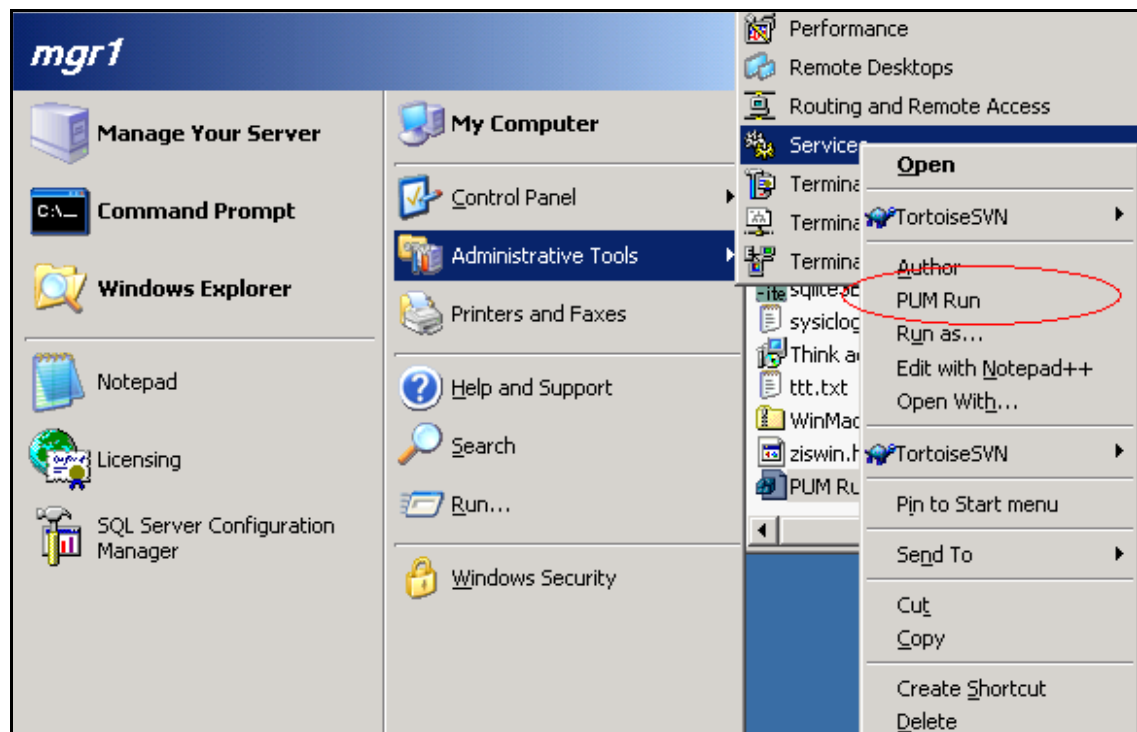 mgr1
Manage Your Server
Command Prompt
C:\
Windows Explorer
Notepad
Licensing
SQL Server Configuration
Manager
My Computer
Control Panel
Administrative Tools
Printers and Faxes
Help and Support
Search
Run...
Windows Security
Performance
Remote Desktops
Routing and Remote Access
Services
ttt.txt
Open
TortoiseSVN
Author
PUM Run
Run as...
Edit with Notepad++
Open With...
TortoiseSVN
Pin to Start menu
Send To
Cut
Copy
Create Shortcut
Delete